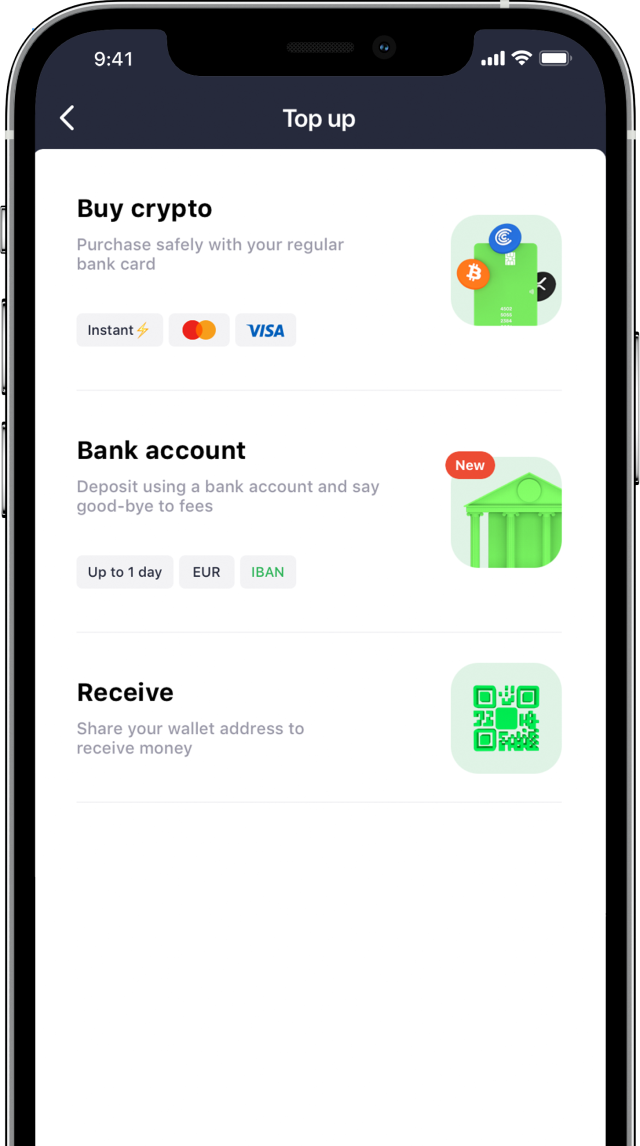 9:41
Top up
Buy crypto
Purchase safely with your regular
bank card
Instant⚡
VISA
Bank account
New
Deposit using a bank account and say
good-bye to fees
Up to 1 day
EUR
IBAN
Receive
Share your wallet address to
receive money